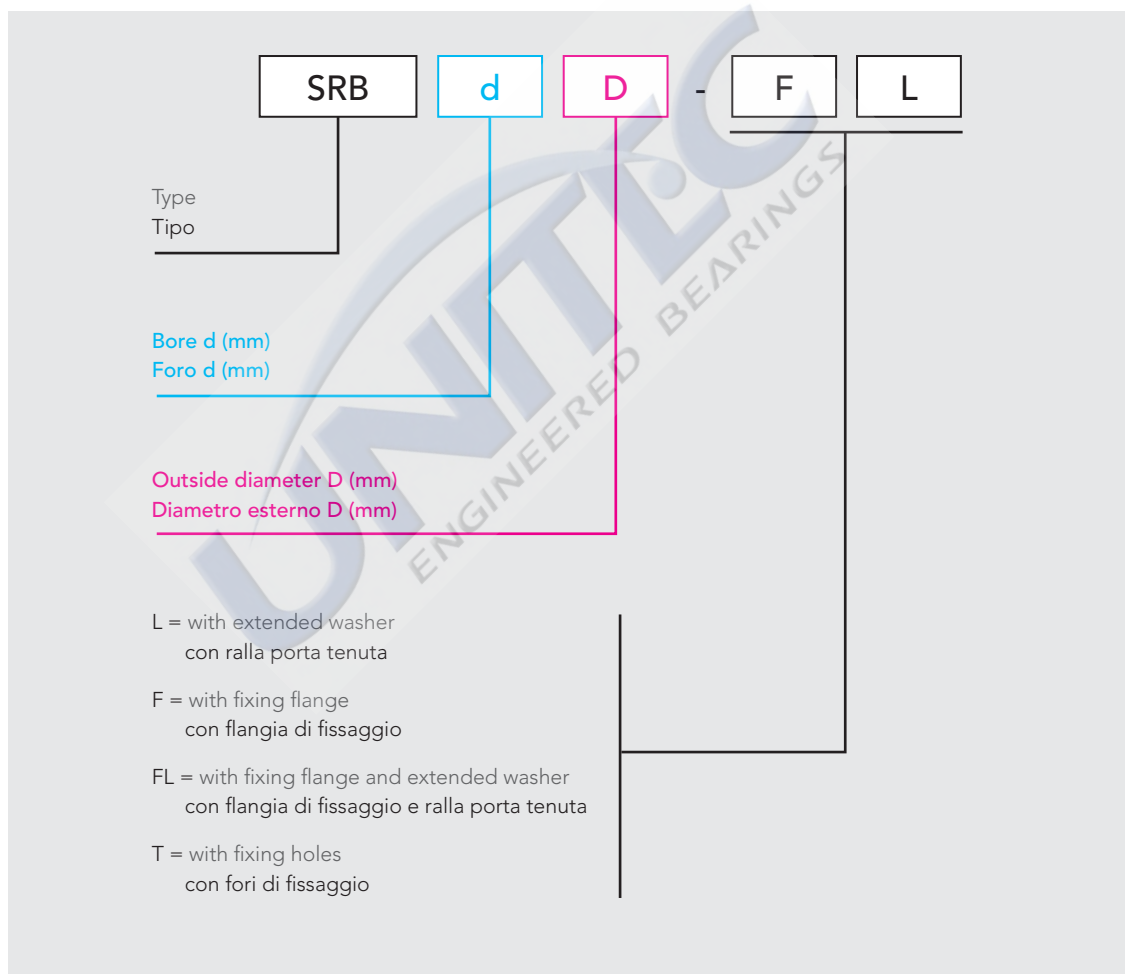 SRB d D - F L
Type
Tipo
Bore d (mm)
Foro d (mm)
Outside diameter D (mm)
Diametro esterno D (mm)
L = with extended washer
con ralla porta tenuta
F = with fixing flange
con flangia di fissaggio
FL = with fixing flange and extended washer
con flangia di fissaggio e ralla porta tenuta
T = with fixing holes
con fori di fissaggio
UNITEC
ENGINEERED BEARINGS